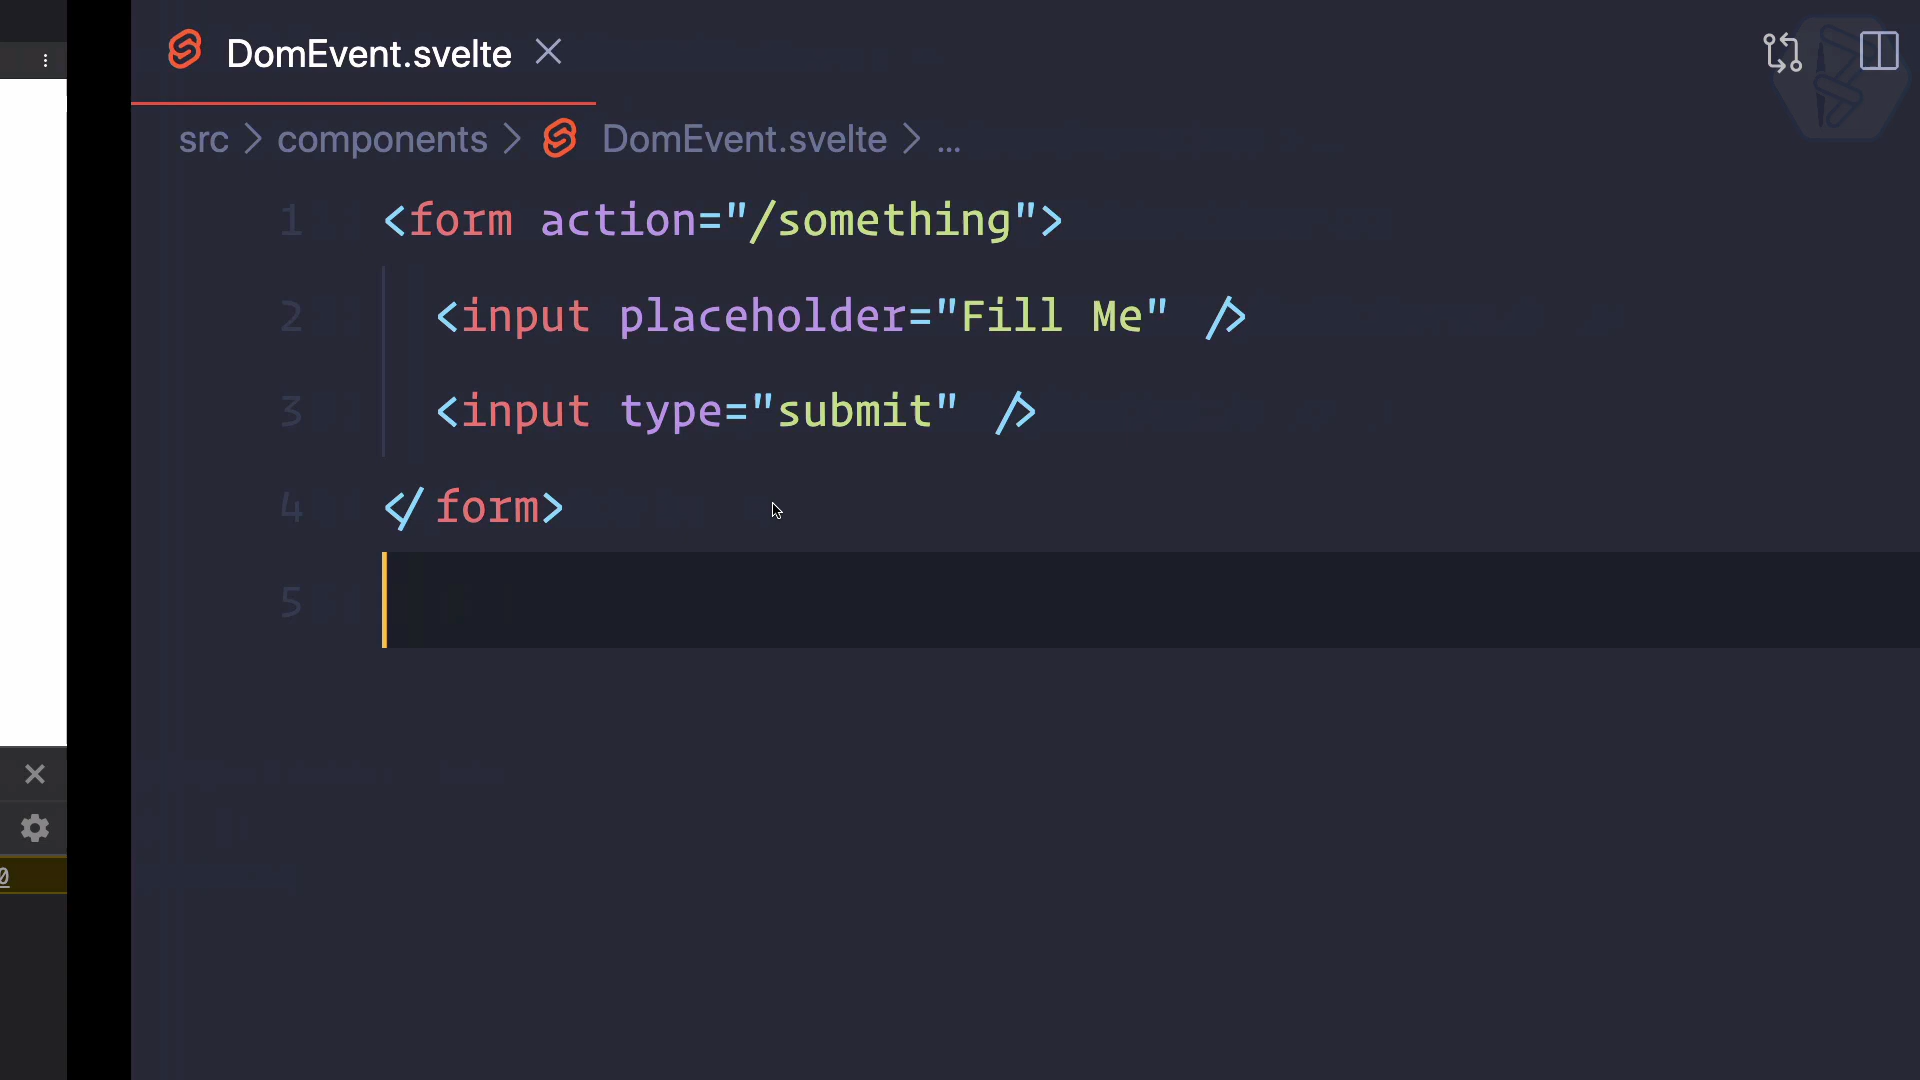 DomEvent.svelte
src > components > DomEvent.svelte > ...
1 <form action="/something">
2 <input placeholder="Fill Me" />
3 <input type="submit" />
4 </form>
5
0